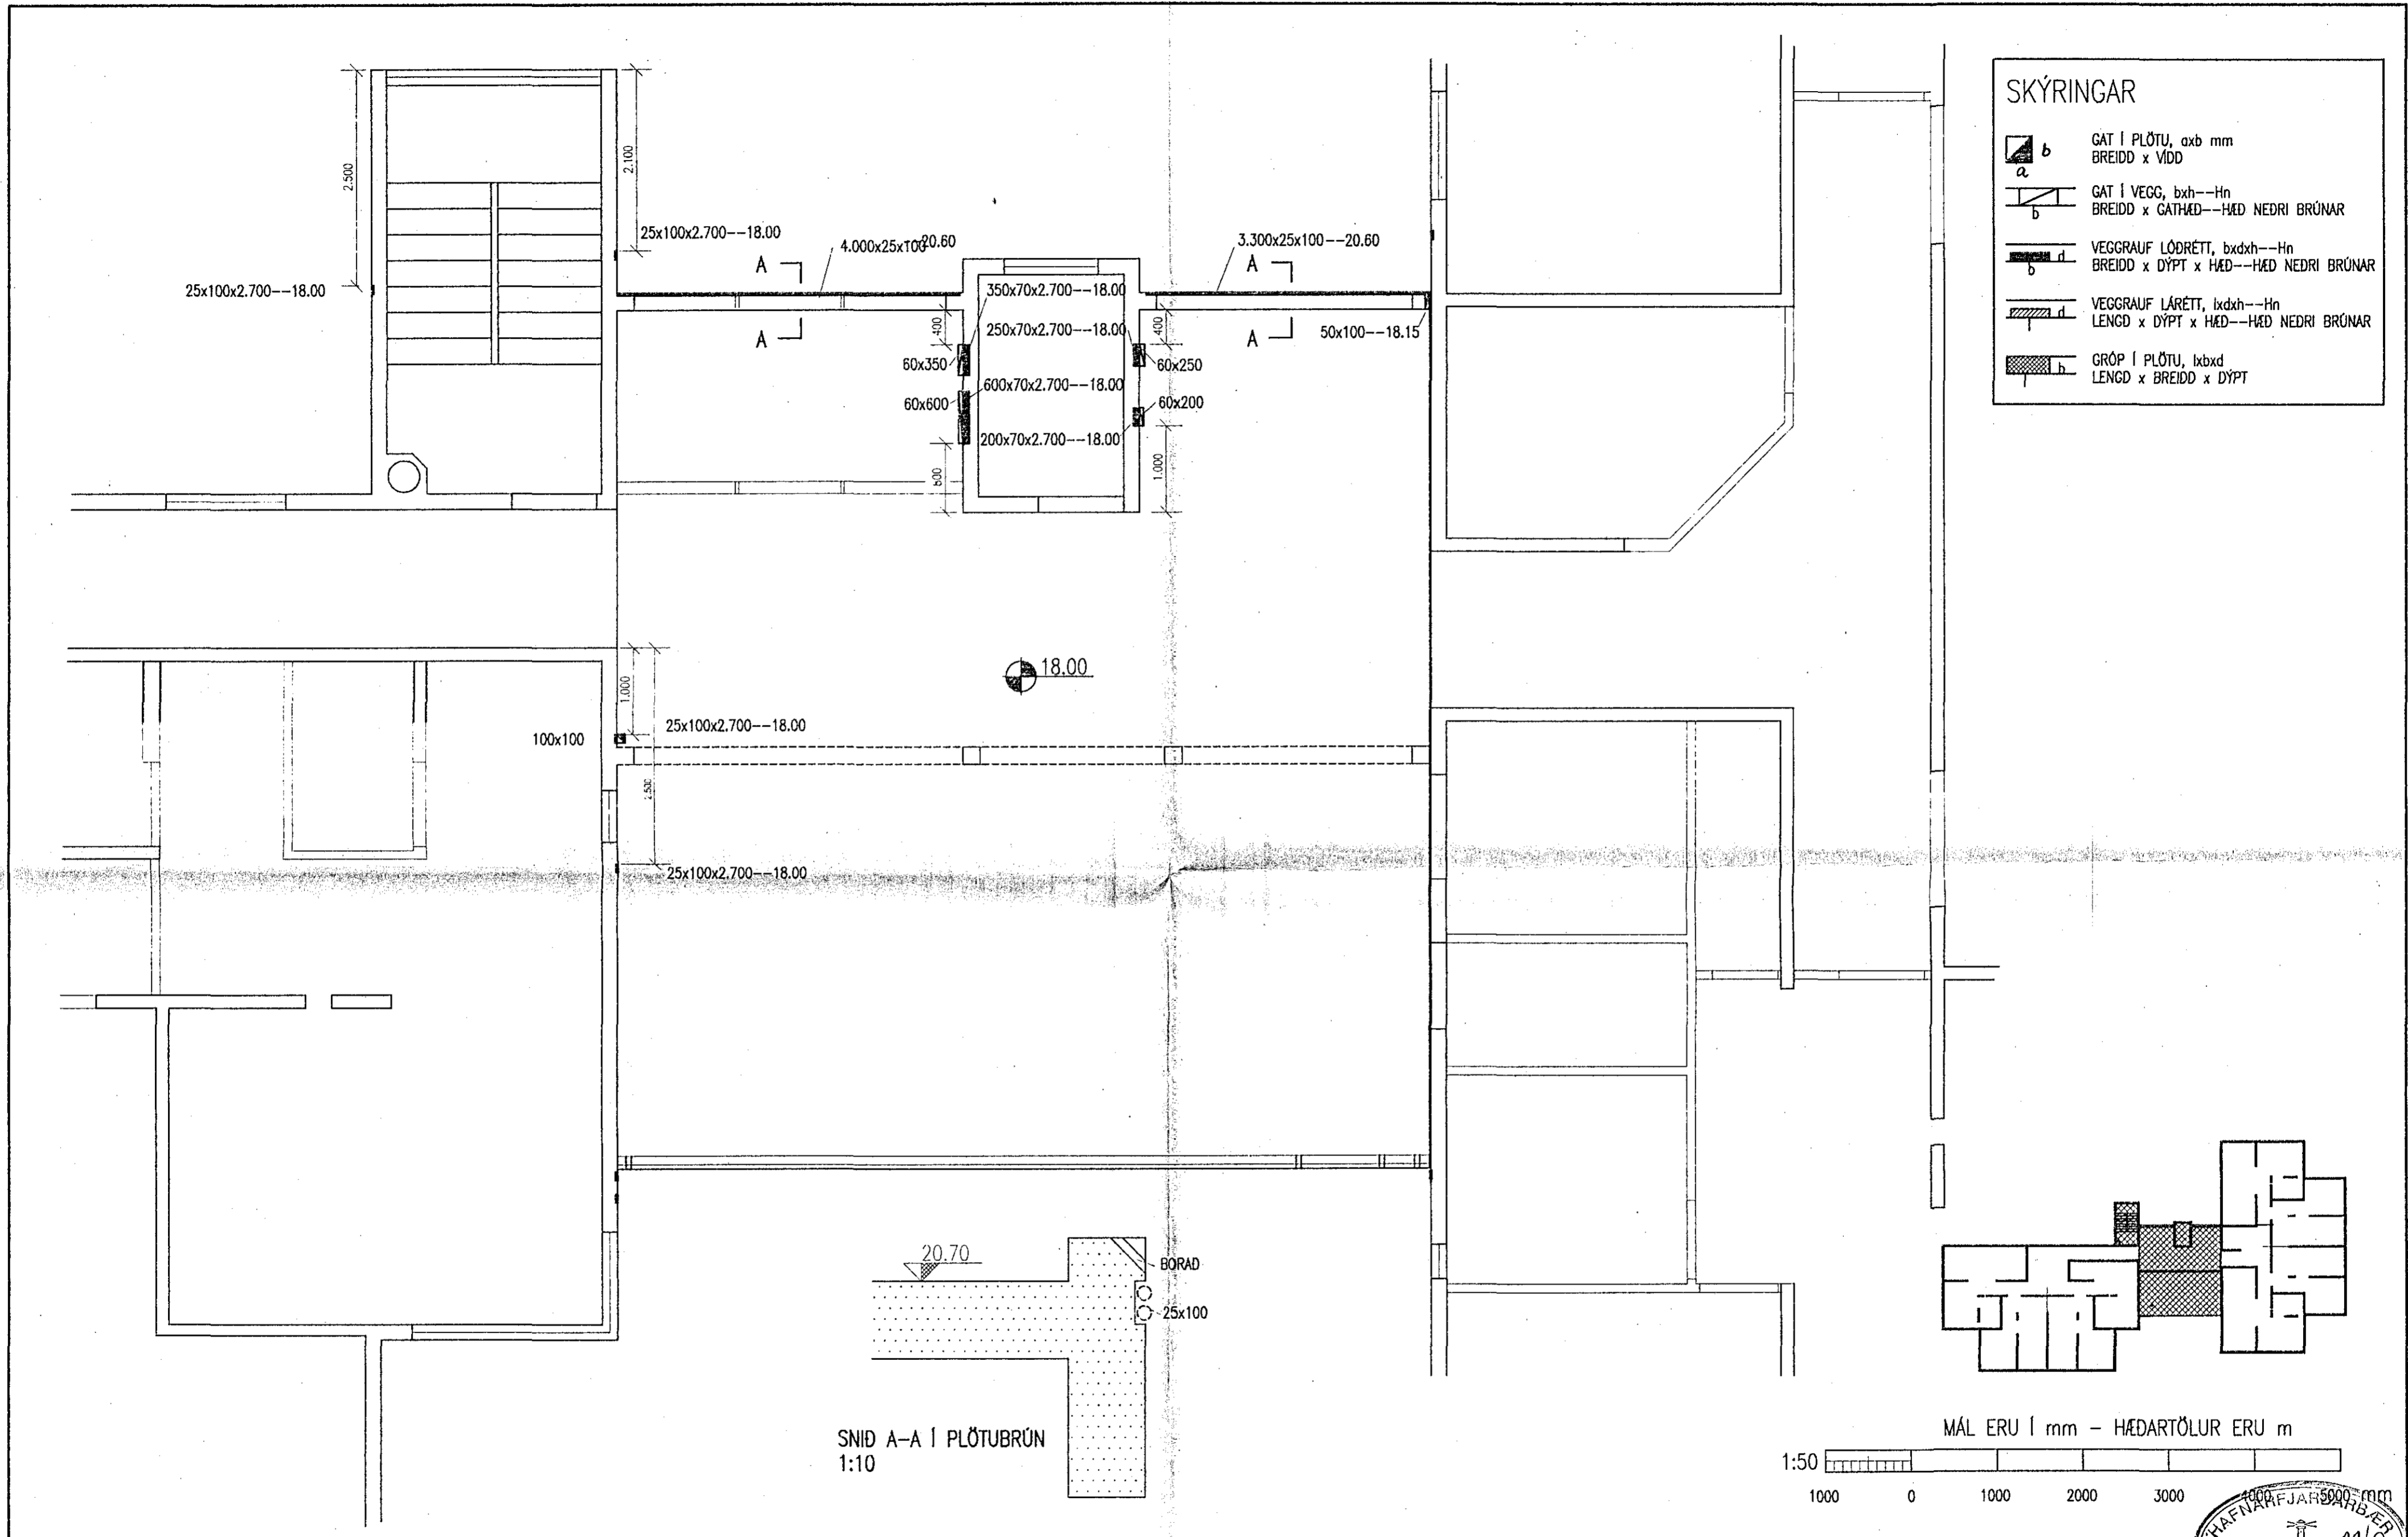 SKÝRINGAR
b
a
GAT Í PLÖTU, axb mm
BREIDD x VÍDD
b
GAT Í VEGG, bxh--Hn
BREIDD x GATHÆÐ--HÆÐ NEÐRI BRÚNAR
d
b
VEGGRAUF LÓÐRÉTT, bxdxh--Hn
BREIDD x DÝPT x HÆÐ--HÆÐ NEÐRI BRÚNAR
d
l
VEGGRAUF LÁRÉTT, lxdxh--Hn
LENGD x DÝPT x HÆÐ--HÆÐ NEÐRI BRÚNAR
b
l
GRÓP Í PLÖTU, lxbxd
LENGD x BREIDD x DÝPT
2.500
2.100
25x100x2.700--18.00
25x100x2.700--18.00
4.000x25x100
20.60
3.300x25x100--20.60
A
A
A
A
350x70x2.700--18.00
250x70x2.700--18.00
400
400
50x100--18.15
60x350
60x250
600x70x2.700--18.00
60x600
60x200
200x70x2.700--18.00
1.000
18.00
1.000
25x100x2.700--18.00
100x100
2.500
25x100x2.700--18.00
20.70
BORAÐ
25x100
SNIÐ A-A Í PLÖTUBRÚN
1:10
MÁL ERU Í mm - HÆÐARTÖLUR ERU m
1:50
1000 0 1000 2000 3000 4000 5000 mm